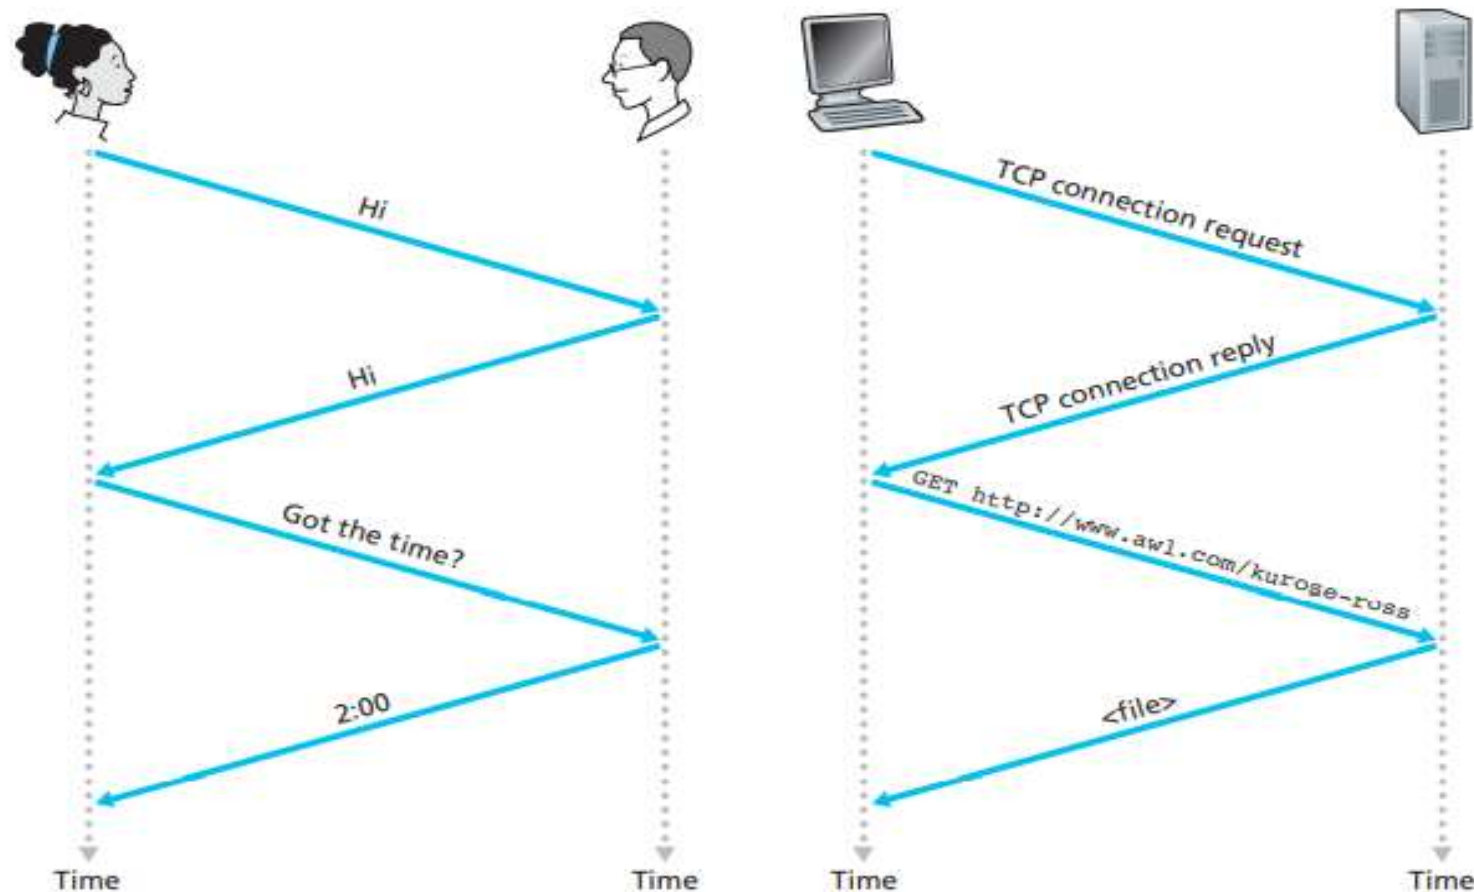 Hi
Hi
Got the time?
2:00
Time
Time
TCP connection request
TCP connection reply
GET http://www.awl.com/kurose-ross
<file>
Time
Time